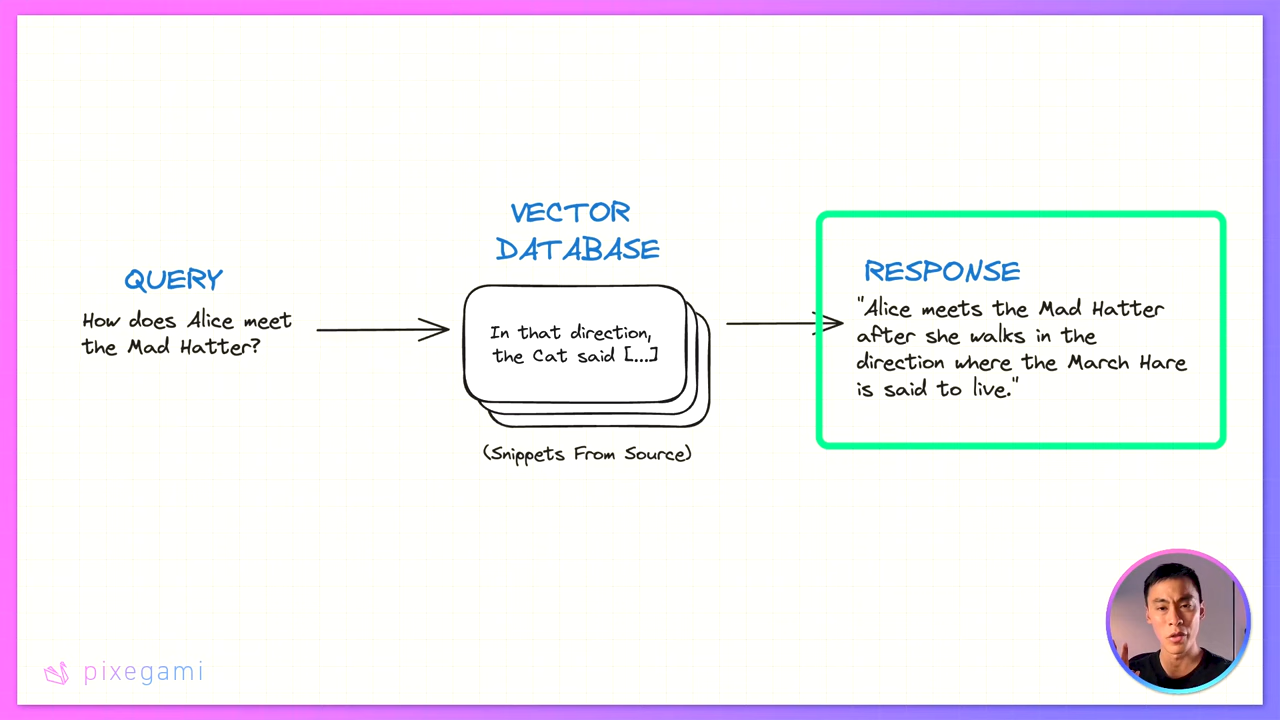 VECTOR
DATABASE
QUERY
How does Alice meet
the Mad Hatter?
In that direction,
the Cat said [...]
(Snippets From Source)
RESPONSE
"Alice meets the Mad Hatter
after she walks in the
direction where the March Hare
is said to live."
pixegami